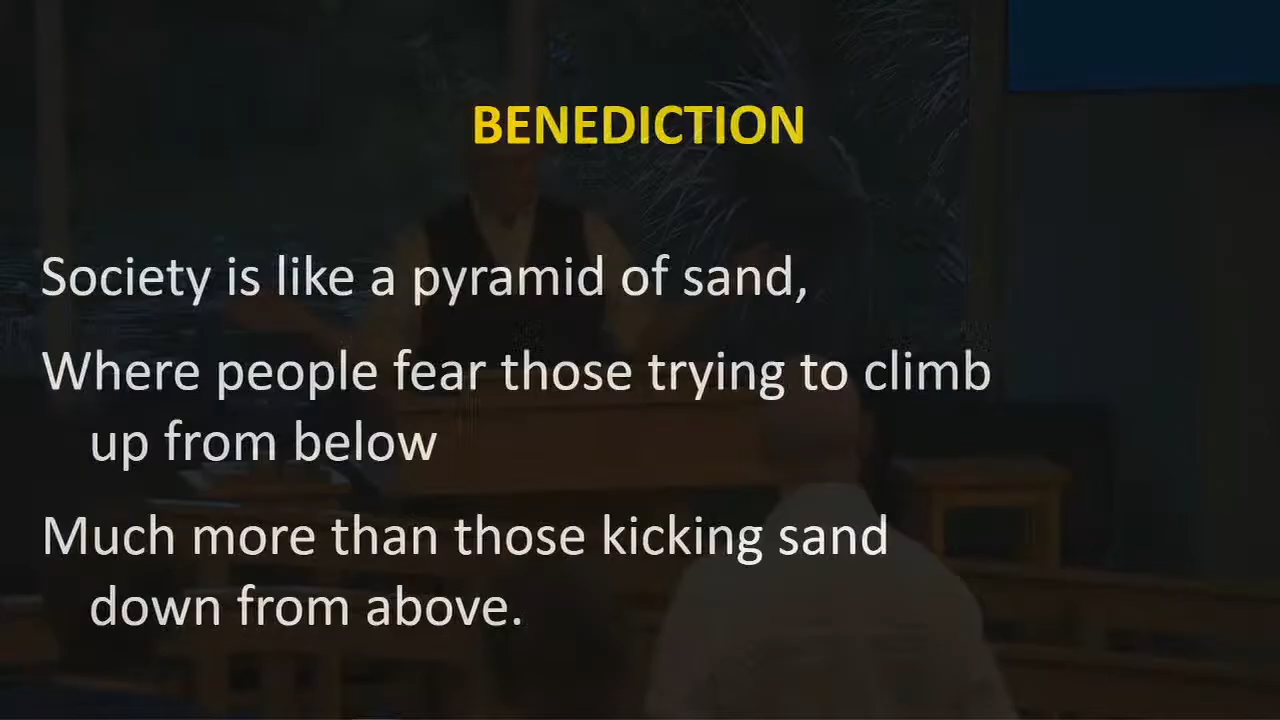 BENEDICTION
Society is like a pyramid of sand,
Where people fear those trying to climb
up from below
Much more than those kicking sand
down from above.